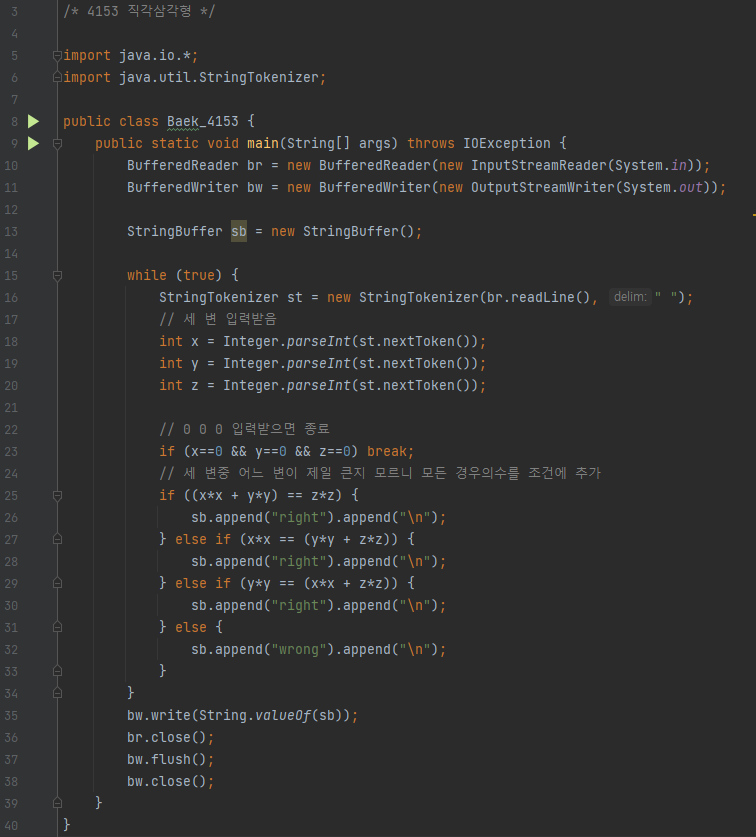 3 /* 4153 직각삼각형 */
4
5 import java.io.*;
6 import java.util.StringTokenizer;
7
8 public class Baek_4153 {
9     public static void main(String[] args) throws IOException {
10         BufferedReader br = new BufferedReader(new InputStreamReader(System.in));
11         BufferedWriter bw = new BufferedWriter(new OutputStreamWriter(System.out));
12
13         StringBuffer sb = new StringBuffer();
14
15         while (true) {
16             StringTokenizer st = new StringTokenizer(br.readLine(), delim: " ");
17             // 세 변 입력받음
18             int x = Integer.parseInt(st.nextToken());
19             int y = Integer.parseInt(st.nextToken());
20             int z = Integer.parseInt(st.nextToken());
21
22             // 0 0 0 입력받으면 종료
23             if (x==0 && y==0 && z==0) break;
24             // 세 변중 어느 변이 제일 큰지 모르니 모든 경우의수를 조건에 추가
25             if ((x*x + y*y) == z*z) {
26                 sb.append("right").append("\n");
27             } else if (x*x == (y*y + z*z)) {
28                 sb.append("right").append("\n");
29             } else if (y*y == (x*x + z*z)) {
30                 sb.append("right").append("\n");
31             } else {
32                 sb.append("wrong").append("\n");
33             }
34         }
35         bw.write(String.valueOf(sb));
36         br.close();
37         bw.flush();
38         bw.close();
39     }
40 }